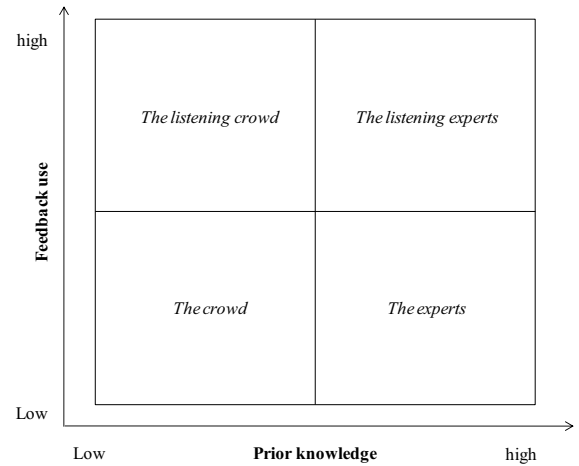 high
The listening crowd
The listening experts
Feedback use
The crowd
The experts
Low
Low
Prior knowledge
high